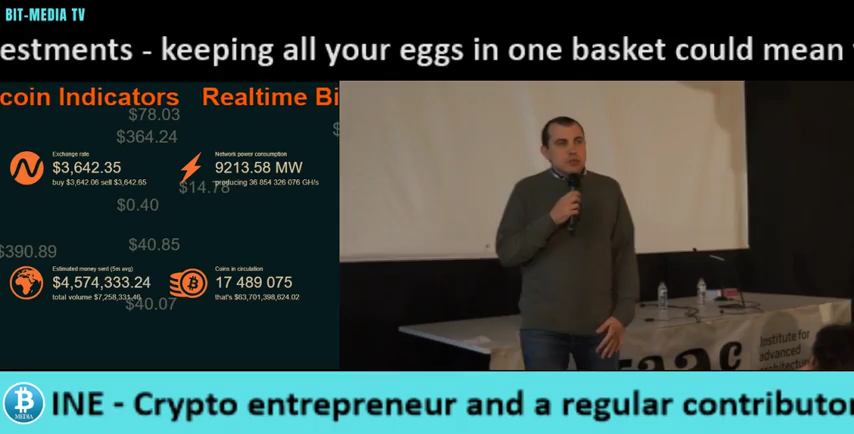 BIT-MEDIA TV
estments - keeping all your eggs in one basket could mean
coin Indicators Realtime Bi
$78.03
$364.24
Exchange rate
$3,642.35
buy $3,642.06 sell $3,642.65
Network power consumption
9213.58 MW
producing 36 854 326 076 GH/s
$14.78
$0.40
$390.89
$40.85
Estimated money sent (5m avg)
$4,574,333.24
total volume $7,258,331.46
Coins in circulation
17 489 075
that's $63,701,398,624.02
$40.07
aac
Institute for
advanced
architectur
B
MEDIA
INE - Crypto entrepreneur and a regular contributor